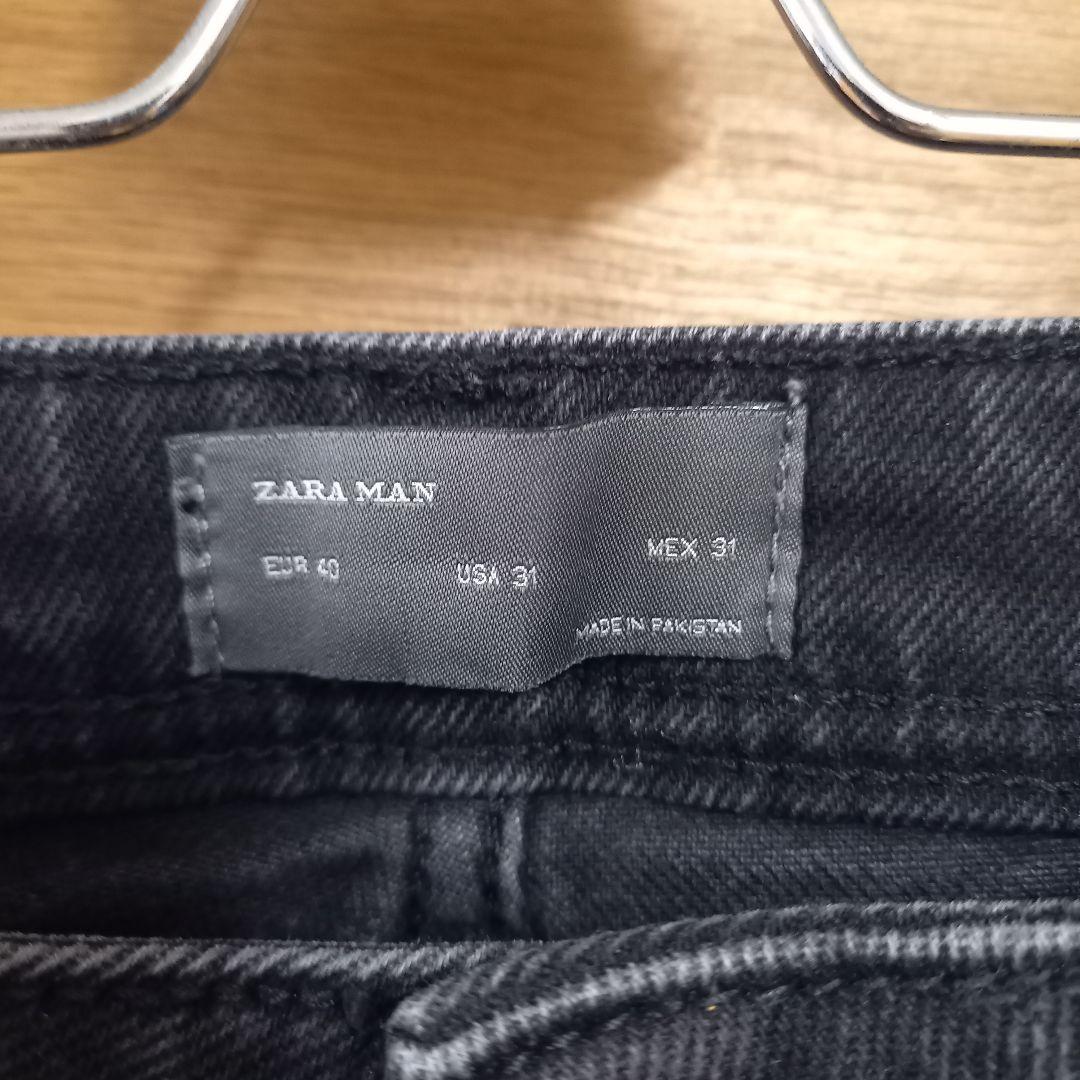 ZARA MAN
EUR 40 USA 31 MEX 31
MADE IN PAKISTAN